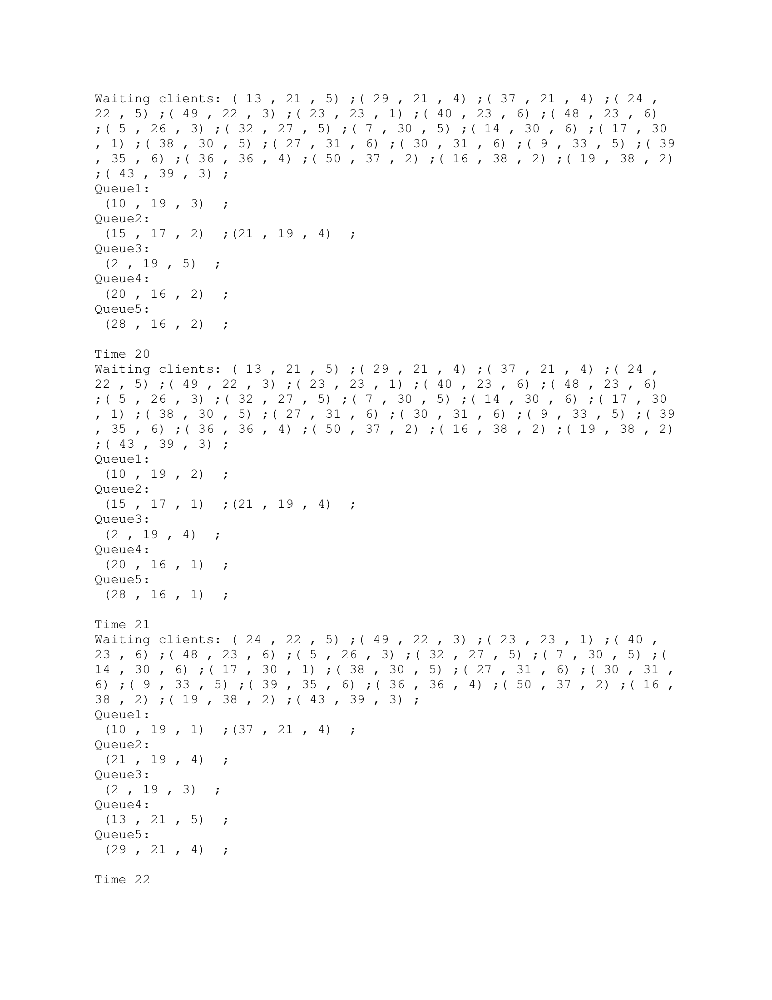 Waiting clients: ( 13 , 21 , 5) ;( 29 , 21 , 4) ;( 37 , 21 , 4) ;( 24 ,
22 , 5) ;( 49 , 22 , 3) ;( 23 , 23 , 1) ;( 40 , 23 , 6) ;( 48 , 23 , 6)
;( 5 , 26 , 3) ;( 32 , 27 , 5) ;( 7 , 30 , 5) ;( 14 , 30 , 6) ;( 17 , 30
, 1) ;( 38 , 30 , 5) ;( 27 , 31 , 6) ;( 30 , 31 , 6) ;( 9 , 33 , 5) ;( 39
, 35 , 6) ;( 36 , 36 , 4) ;( 50 , 37 , 2) ;( 16 , 38 , 2) ;( 19 , 38 , 2)
;( 43 , 39 , 3) ;
Queue1:
(10 , 19 , 3)  ;
Queue2:
(15 , 17 , 2)  ;(21 , 19 , 4)  ;
Queue3:
(2 , 19 , 5)  ;
Queue4:
(20 , 16 , 2)  ;
Queue5:
(28 , 16 , 2)  ;

Time 20
Waiting clients: ( 13 , 21 , 5) ;( 29 , 21 , 4) ;( 37 , 21 , 4) ;( 24 ,
22 , 5) ;( 49 , 22 , 3) ;( 23 , 23 , 1) ;( 40 , 23 , 6) ;( 48 , 23 , 6)
;( 5 , 26 , 3) ;( 32 , 27 , 5) ;( 7 , 30 , 5) ;( 14 , 30 , 6) ;( 17 , 30
, 1) ;( 38 , 30 , 5) ;( 27 , 31 , 6) ;( 30 , 31 , 6) ;( 9 , 33 , 5) ;( 39
, 35 , 6) ;( 36 , 36 , 4) ;( 50 , 37 , 2) ;( 16 , 38 , 2) ;( 19 , 38 , 2)
;( 43 , 39 , 3) ;
Queue1:
(10 , 19 , 2)  ;
Queue2:
(15 , 17 , 1)  ;(21 , 19 , 4)  ;
Queue3:
(2 , 19 , 4)  ;
Queue4:
(20 , 16 , 1)  ;
Queue5:
(28 , 16 , 1)  ;

Time 21
Waiting clients: ( 24 , 22 , 5) ;( 49 , 22 , 3) ;( 23 , 23 , 1) ;( 40 ,
23 , 6) ;( 48 , 23 , 6) ;( 5 , 26 , 3) ;( 32 , 27 , 5) ;( 7 , 30 , 5) ;(
14 , 30 , 6) ;( 17 , 30 , 1) ;( 38 , 30 , 5) ;( 27 , 31 , 6) ;( 30 , 31 ,
6) ;( 9 , 33 , 5) ;( 39 , 35 , 6) ;( 36 , 36 , 4) ;( 50 , 37 , 2) ;( 16 ,
38 , 2) ;( 19 , 38 , 2) ;( 43 , 39 , 3) ;
Queue1:
(10 , 19 , 1)  ;(37 , 21 , 4)  ;
Queue2:
(21 , 19 , 4)  ;
Queue3:
(2 , 19 , 3)  ;
Queue4:
(13 , 21 , 5)  ;
Queue5:
(29 , 21 , 4)  ;

Time 22